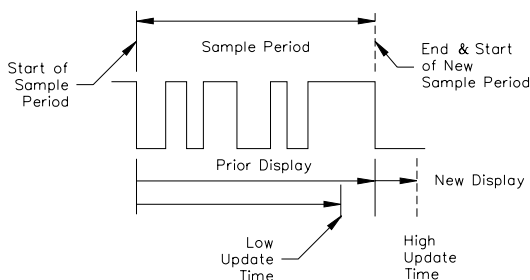 Sample Period
Start of
Sample
Period
End & Start
of New
Sample Period
Prior Display
New Display
Low
Update
Time
High
Update
Time